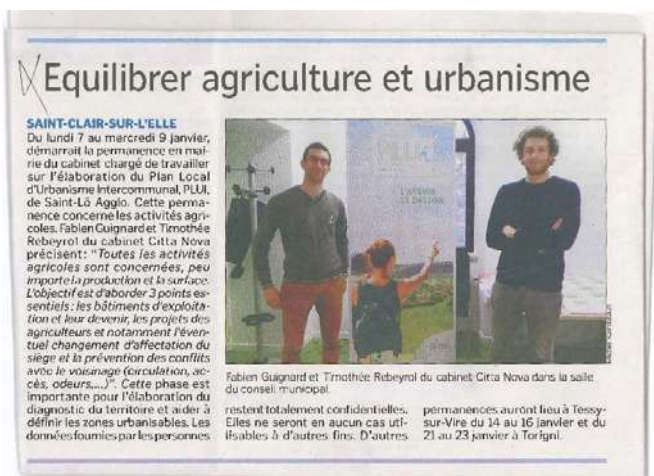 Equilibrer agriculture et urbanisme
SAINT-CLAIR-SUR-L'ELLE
Du lundi 7 au mercredi 9 janvier,
démarrait la permanence en mai-
rie du cabinet chargé de travailler
sur l'élaboration du Plan Local
d'Urbanisme Intercommunal, PLUI,
de Saint-Lô Agglo. Cette perma-
nence concerne les activités agri-
coles. Fabien Guignard et Timothée
Rebeyrol du cabinet Citta Nova
précisent: "Toutes les activités
agricoles sont concernées, peu
importe la production et la surface.
L'objectif est d'aborder 3 points es-
sentiels : les bâtiments d'exploita-
tion et leur devenir, les projets des
agriculteurs et notamment l'éven-
tuel changement d'affectation du
siège et la prévention des conflits
avec le voisinage (circulation, ac-
cès, odeurs,...)". Cette phase est
importante pour l'élaboration du
diagnostic du territoire et aider à
définir les zones urbanisables. Les
données fournies par les personnes
PLUi
L'AVENIR
SE DESSINE
Fabien Guignard et Timothée Rebeyrol du cabinet Citta Nova dans la salle
du conseil municipal.
restent totalement confidentielles.
Elles ne seront en aucun cas uti-
lisables à d'autres fins. D'autres
permanences auront lieu à Tessy-
sur-Vire du 14 au 16 janvier et du
21 au 23 janvier à Torigni.